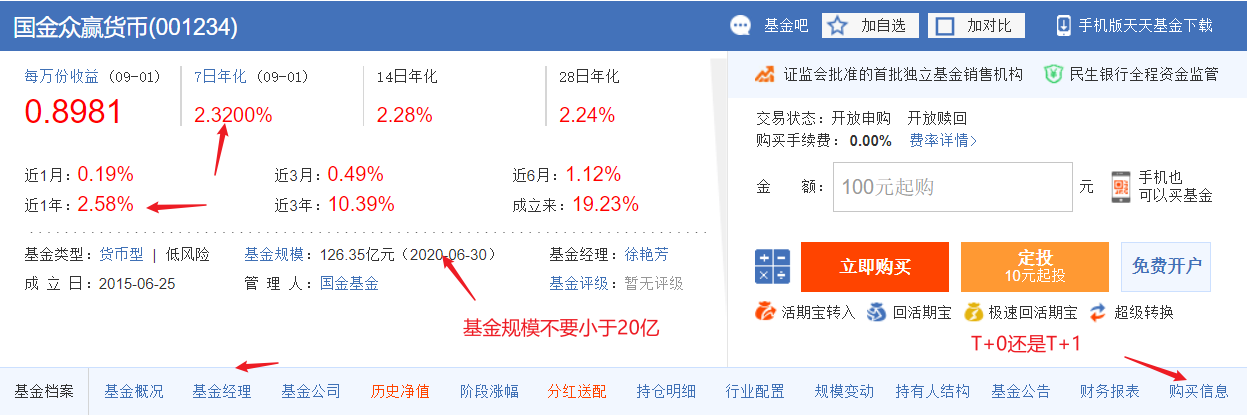 国金众赢货币(001234)
基金吧 加自选 加对比 手机版天天基金下载
每万份收益 (09-01) 7日年化 (09-01) 14日年化 28日年化
0.8981 2.3200% 2.28% 2.24%
近1月: 0.19% 近3月: 0.49% 近6月: 1.12%
近1年: 2.58% 近3年: 10.39% 成立来: 19.23%
基金类型: 货币型 | 低风险 基金规模: 126.35亿元 (2020-06-30) 基金经理: 徐艳芳
成 立 日: 2015-06-25 管 理 人: 国金基金 基金评级: 暂无评级
基金规模不要小于20亿
证监会批准的首批独立基金销售机构 民生银行全程资金监管
交易状态: 开放申购 开放赎回
购买手续费: 0.00% 费率详情>
金 额: 100元起购 元 手机也
可以买基金
立即购买 定投 免费开户
10元起投
活期宝转入 回活期宝 极速回活期宝 超级转换
T+0还是T+1
基金档案 基金概况 基金经理 基金公司 历史净值 阶段涨幅 分红送配 持仓明细 行业配置 规模变动 持有人结构 基金公告 财务报表 购买信息